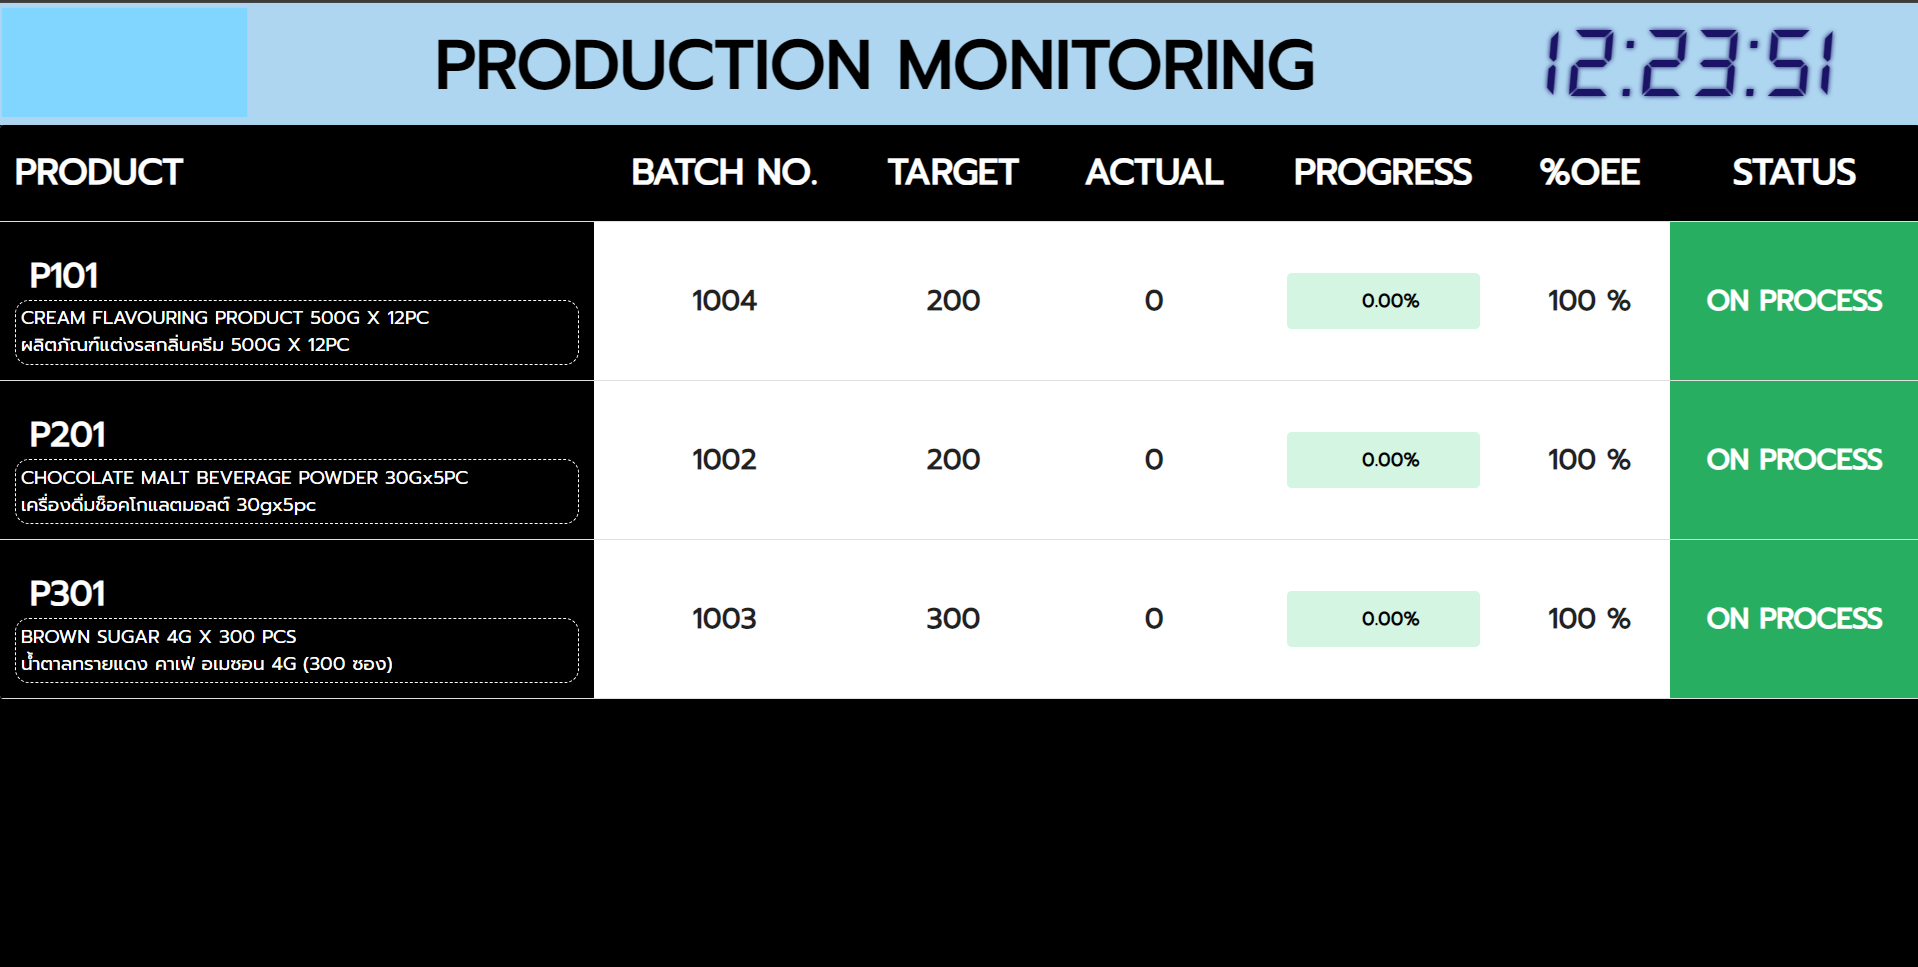 PRODUCTION MONITORING 12:23:51
PRODUCT BATCH NO. TARGET ACTUAL PROGRESS %OEE STATUS
P101
CREAM FLAVOURING PRODUCT 500G X 12PC
ผลิตภัณฑ์แต่งรสกลิ่นครีม 500G X 12PC
1004 200 0 0.00% 100 % ON PROCESS
P201
CHOCOLATE MALT BEVERAGE POWDER 30Gx5PC
เครื่องดื่มช็อคโกแลตมอลต์ 30gx5pc
1002 200 0 0.00% 100 % ON PROCESS
P301
BROWN SUGAR 4G X 300 PCS
น้ำตาลทรายแดง คาเฟ่ อเมซอน 4G (300 ซอง)
1003 300 0 0.00% 100 % ON PROCESS